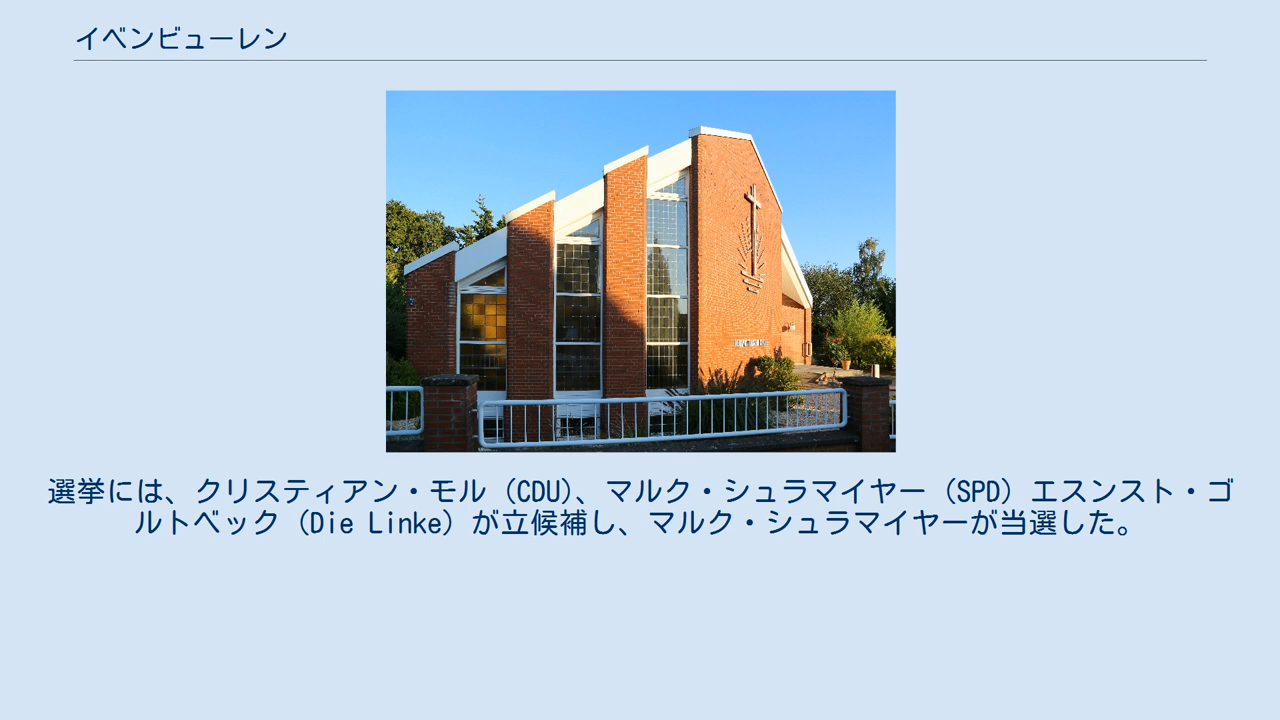 イベンビューレン
選挙には、クリスティアン・モル（CDU）、マルク・シュラマイヤー（SPD）エスンスト・ゴ
ルトベック（Die Linke）が立候補し、マルク・シュラマイヤーが当選した。